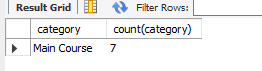 Result Grid Filter Rows:
category count(category)
Main Course 7